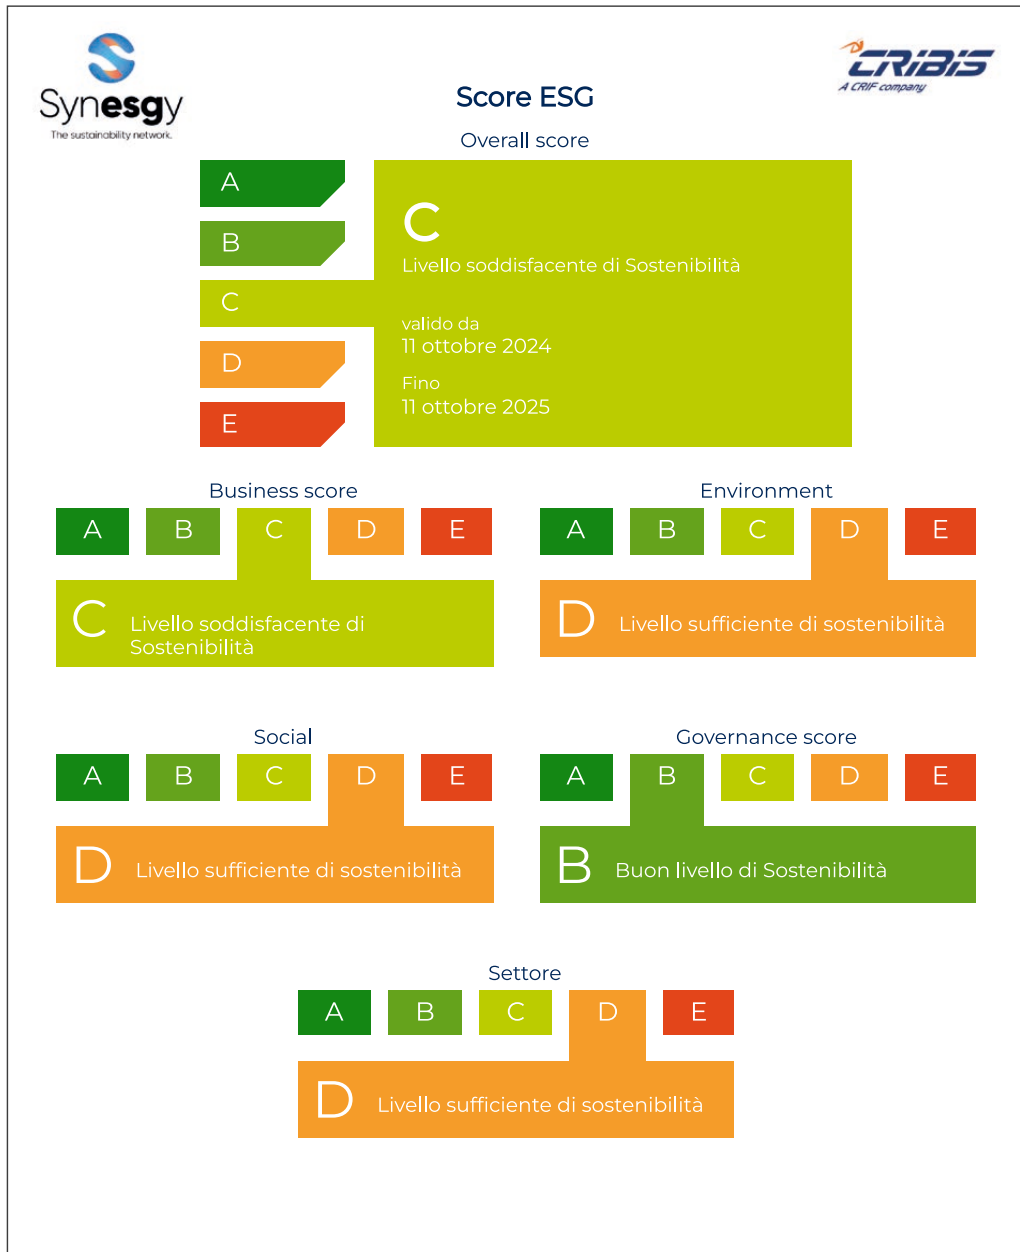 Synesgy
The sustainability network.
CRIBIS
A CRIF company
Score ESG
Overall score
A
B
C
D
E
C
Livello soddisfacente di Sostenibilità
valido da
11 ottobre 2024
Fino
11 ottobre 2025
Business score
A B C D E
C Livello soddisfacente di
Sostenibilità
Environment
A B C D E
D Livello sufficiente di sostenibilità
Social
A B C D E
D Livello sufficiente di sostenibilità
Governance score
A B C D E
B Buon livello di Sostenibilità
Settore
A B C D E
D Livello sufficiente di sostenibilità